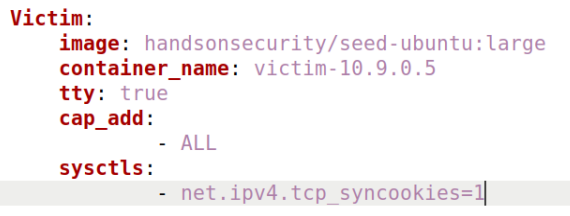 Victim:
image: handsonsecurity/seed-ubuntu:large
container_name: victim-10.9.0.5
tty: true
cap_add:
- ALL
sysctls:
- net.ipv4.tcp_syncookies=1